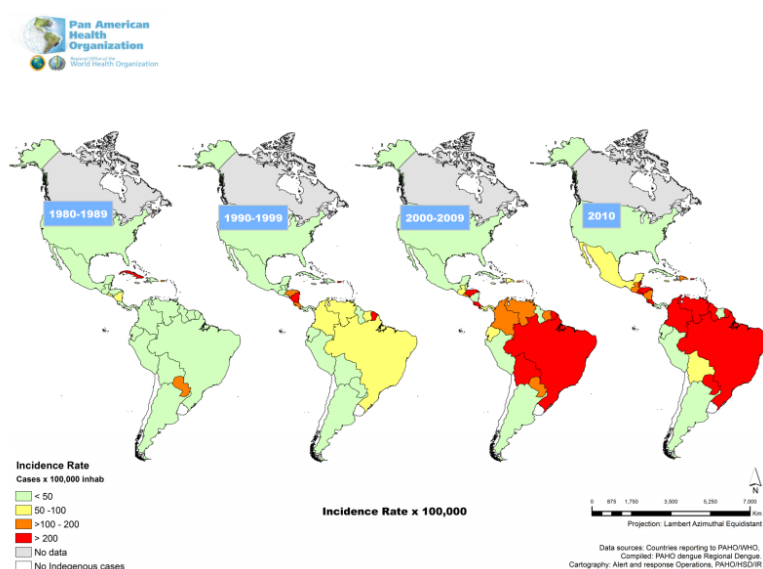 Pan American
Health
Organization
Regional Office of the
World Health Organization
1980-1989
1990-1999
2000-2009
2010
Incidence Rate
Cases x 100,000 inhab
< 50
50 -100
>100 - 200
> 200
No data
No Indegenous cases
Incidence Rate x 100,000
N
0 875 1,750 3,500 5,250 7,000
Km
Projection: Lambert Azimuthal Equidistant
Data sources: Countries reporting to PAHO/WHO,
Compiled: PAHO dengue Regional Dengue.
Cartography: Alert and response Operations, PAHO/HSD/IR